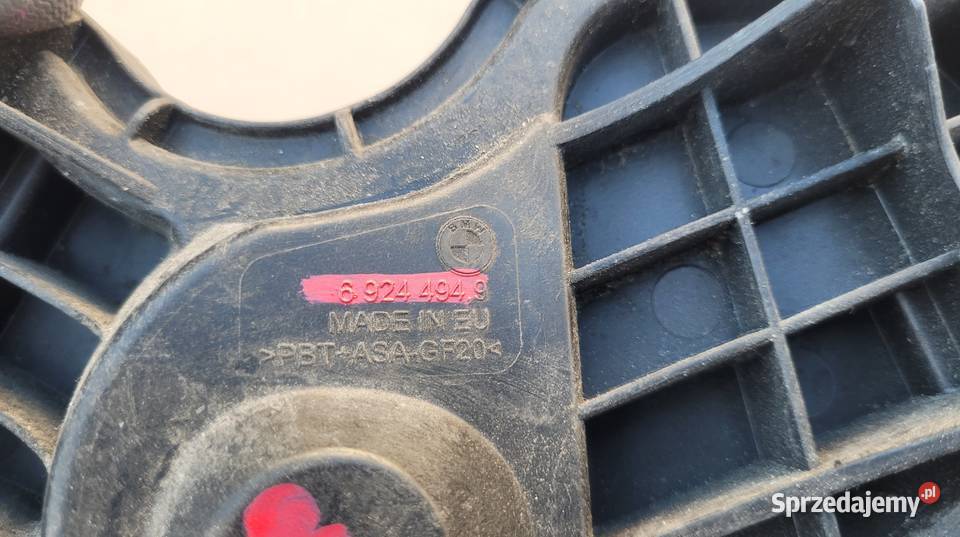 BMW
6 924 494.9
MADE IN EU
>PBT+ASA-GF20<
Sprzedajemy.pl